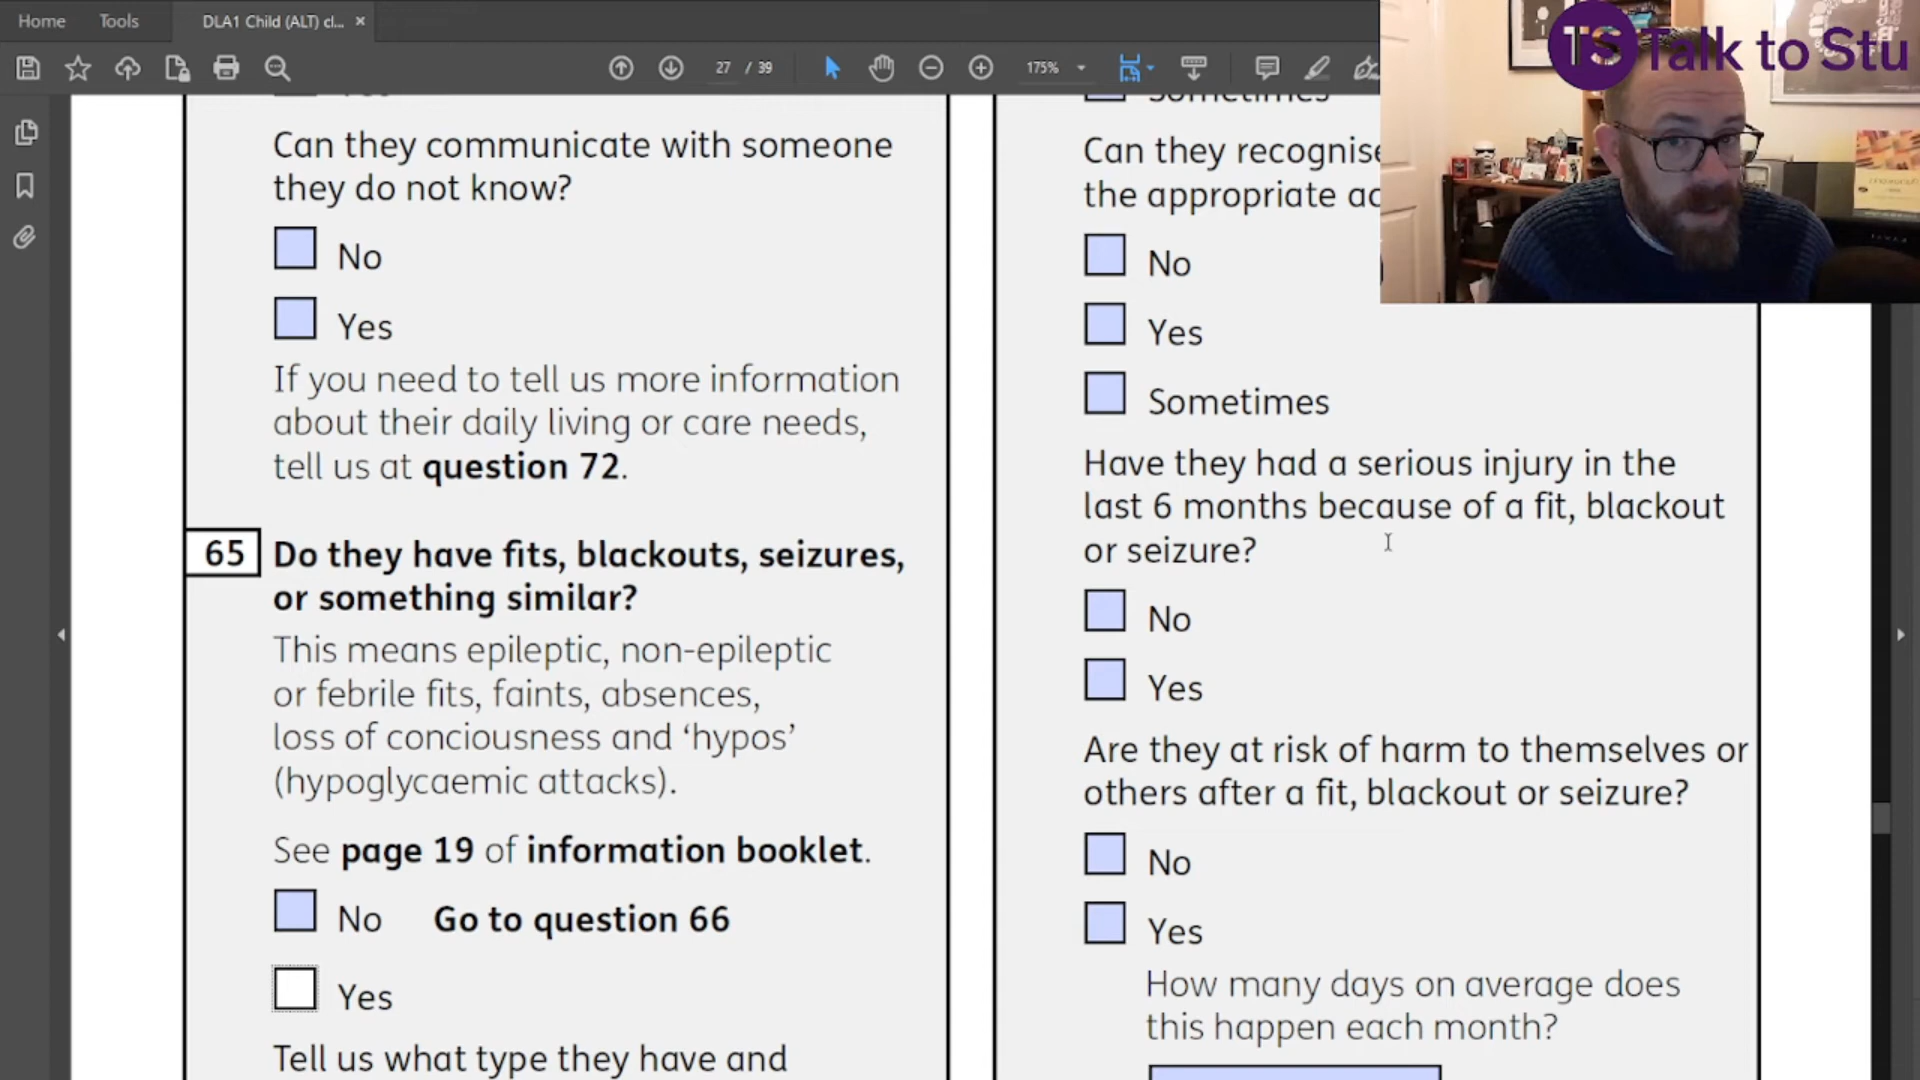 Home
Tools
DLA1 Child (ALT) cl...
27 / 39
175%
TS Talk to Stu
Can they communicate with someone
they do not know?
No
Yes
If you need to tell us more information
about their daily living or care needs,
tell us at question 72.
65
Do they have fits, blackouts, seizures,
or something similar?
This means epileptic, non-epileptic
or febrile fits, faints, absences,
loss of conciousness and ‘hypos’
(hypoglycaemic attacks).
See page 19 of information booklet.
No Go to question 66
Yes
Tell us what type they have and
Sometimes
Can they recognise
the appropriate
No
Yes
Sometimes
Have they had a serious injury in the
last 6 months because of a fit, blackout
or seizure?
No
Yes
Are they at risk of harm to themselves or
others after a fit, blackout or seizure?
No
Yes
How many days on average does
this happen each month?